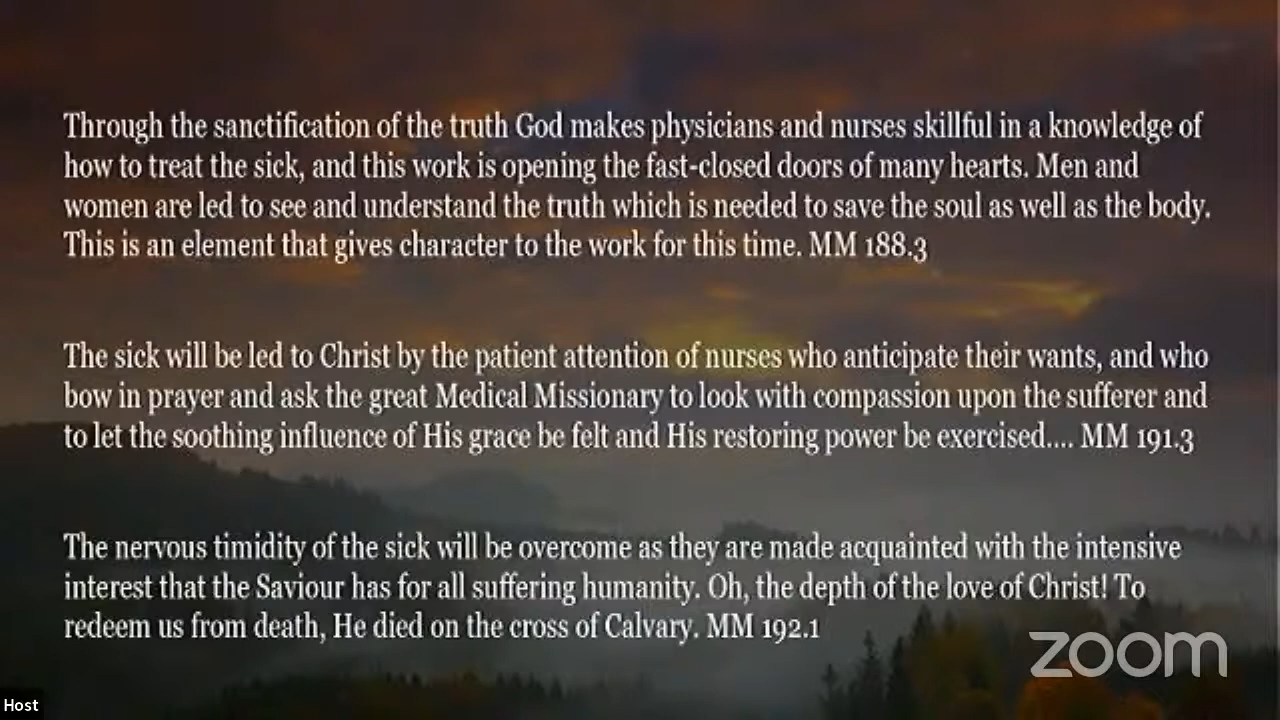 Through the sanctification of the truth God makes physicians and nurses skillful in a knowledge of
how to treat the sick, and this work is opening the fast-closed doors of many hearts. Men and
women are led to see and understand the truth which is needed to save the soul as well as the body.
This is an element that gives character to the work for this time. MM 188.3
The sick will be led to Christ by the patient attention of nurses who anticipate their wants, and who
bow in prayer and ask the great Medical Missionary to look with compassion upon the sufferer and
to let the soothing influence of His grace be felt and His restoring power be exercised.... MM 191.3
The nervous timidity of the sick will be overcome as they are made acquainted with the intensive
interest that the Saviour has for all suffering humanity. Oh, the depth of the love of Christ! To
redeem us from death, He died on the cross of Calvary. MM 192.1
zoom
Host